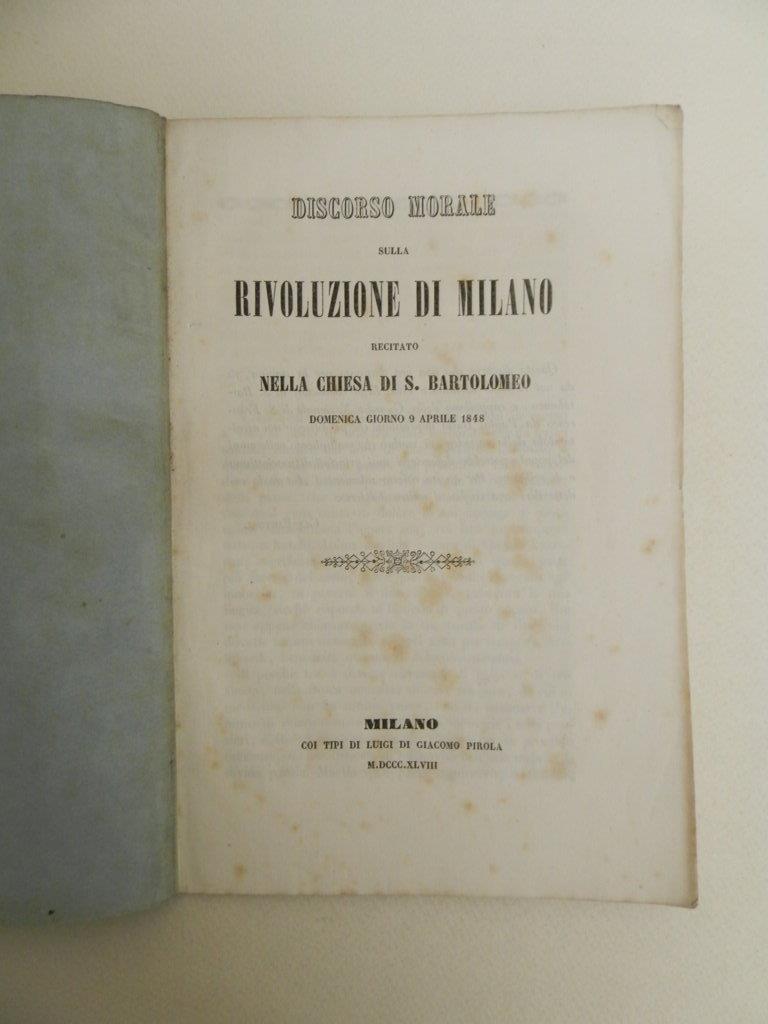 DISCORSO MORALE
SULLA
RIVOLUZIONE DI MILANO
RECITATO
NELLA CHIESA DI S. BARTOLOMEO
DOMENICA GIORNO 9 APRILE 1848
MILANO
COI TIPI DI LUIGI DI GIACOMO PIROLA
M.DCCC.XLVIII